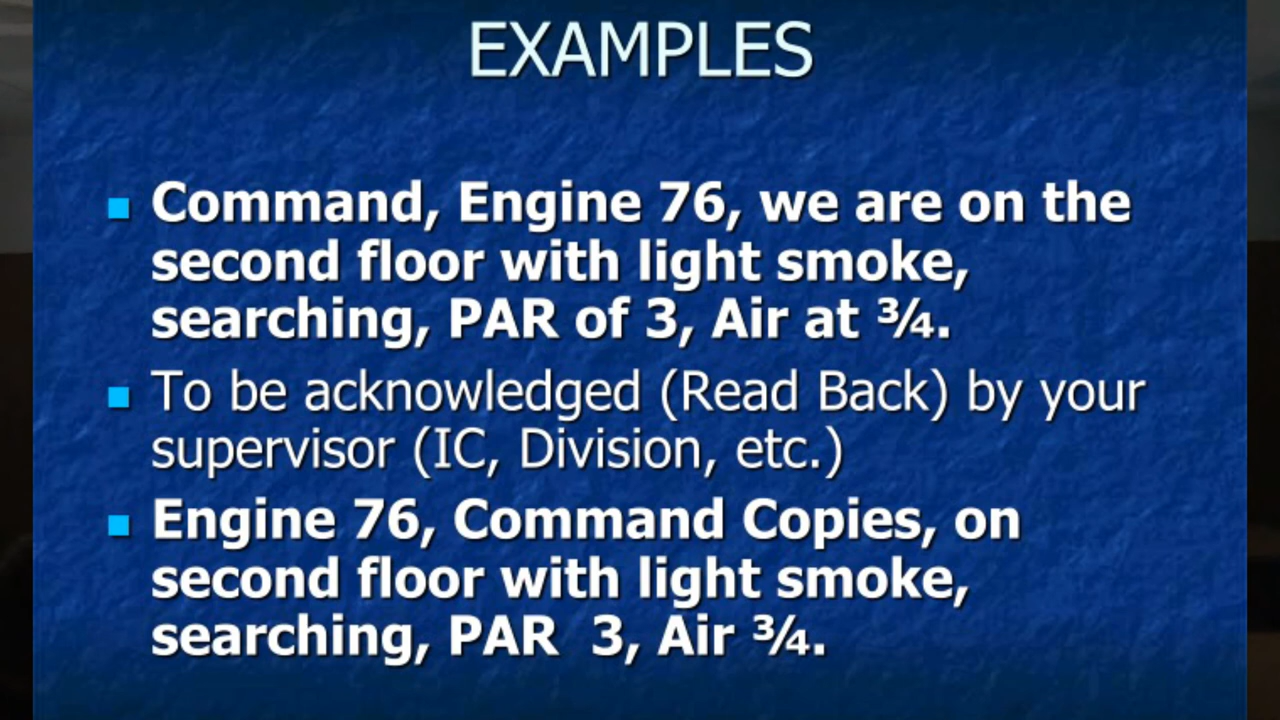 EXAMPLES
Command, Engine 76, we are on the
second floor with light smoke,
searching, PAR of 3, Air at ¾.
To be acknowledged (Read Back) by your
supervisor (IC, Division, etc.)
Engine 76, Command Copies, on
second floor with light smoke,
searching, PAR  3, Air ¾.